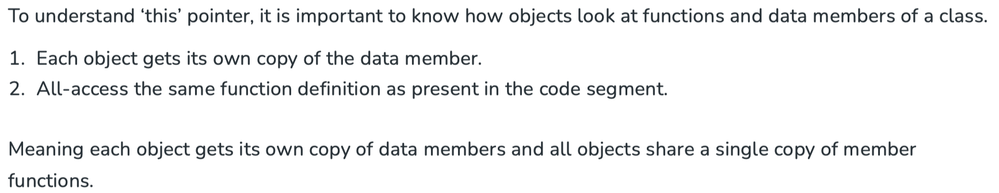 To understand ‘this’ pointer, it is important to know how objects look at functions and data members of a class.
1. Each object gets its own copy of the data member.
2. All-access the same function definition as present in the code segment.
Meaning each object gets its own copy of data members and all objects share a single copy of member
functions.